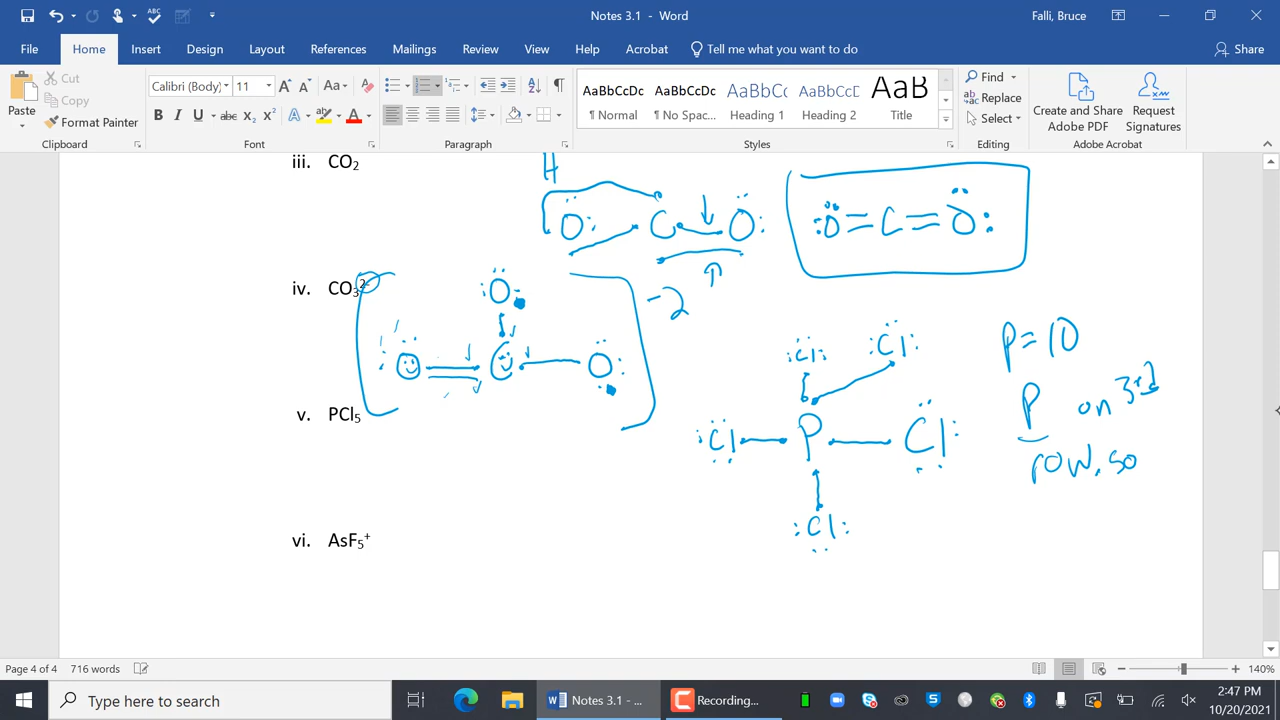 Notes 3.1 - Word
Falli, Bruce
File Home Insert Design Layout References Mailings Review View Help Acrobat Tell me what you want to do Share
Paste
Cut
Copy
Format Painter
Clipboard
Calibri (Body) 11
Font
Paragraph
AaBbCcDc AaBbCcDc AaBbCc AaBbCcD AaB
¶ Normal ¶ No Spac... Heading 1 Heading 2 Title
Styles
Find
Replace
Select
Editing
Create and Share Adobe PDF
Request Signatures
Adobe Acrobat
H
iii. CO₂
O C O
O = C = O
iv. CO₃²⁻
O
O C O
-2
v. PCl₅
Cl Cl
Cl P Cl
Cl
P = 10
P on 3rd
row, so
vi. AsF₅⁺
Page 4 of 4 716 words 140%
Type here to search
Notes 3.1 - ...
Recording...
2:47 PM
10/20/2021